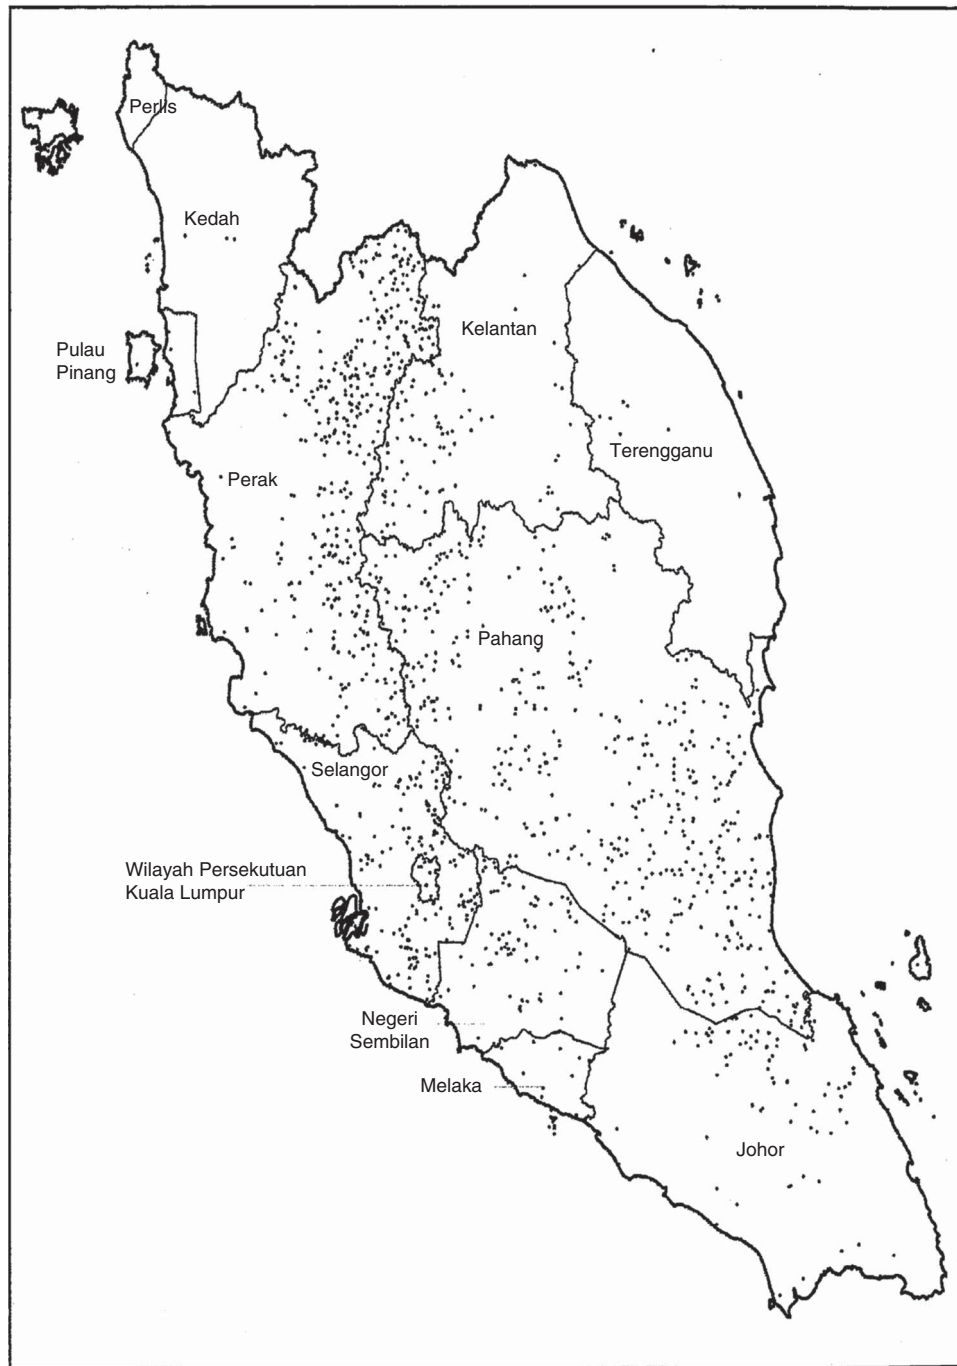 Perlis
Kedah
Pulau
Pinang
Kelantan
Terengganu
Perak
Pahang
Selangor
Wilayah Persekutuan
Kuala Lumpur
Negeri
Sembilan
Melaka
Johor